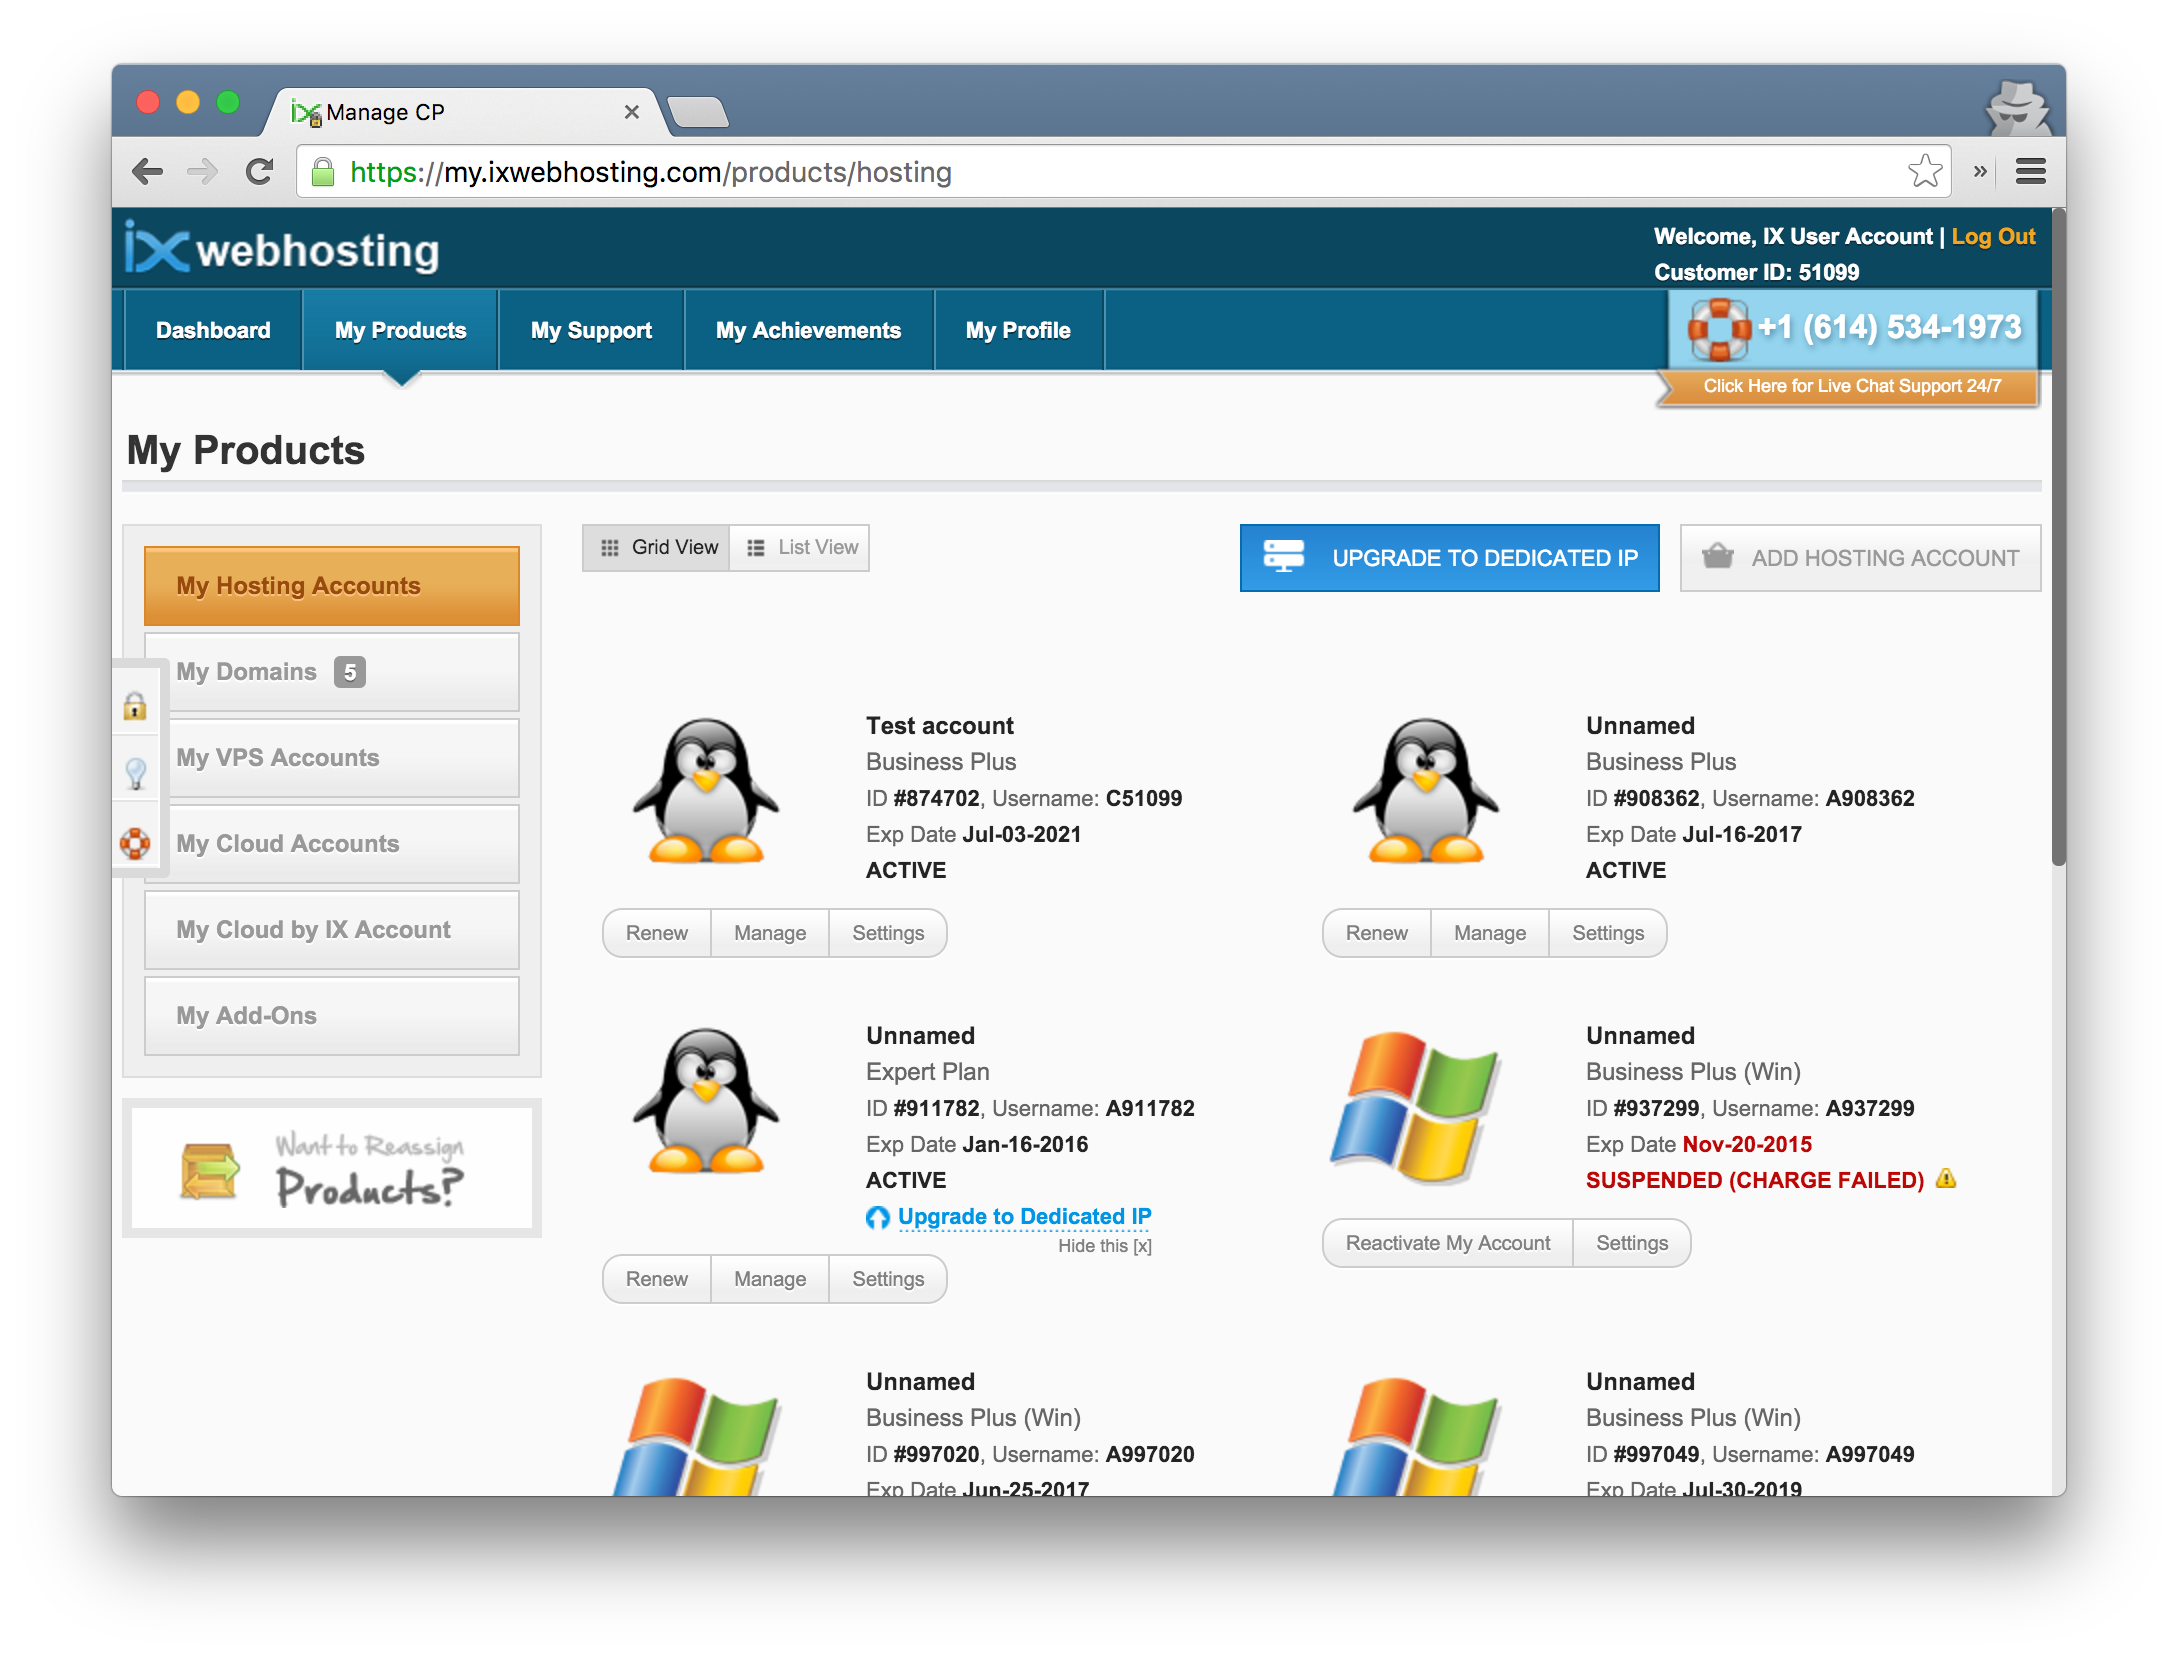 Manage CP
https://my.ixwebhosting.com/products/hosting
ix webhosting
Welcome, IX User Account | Log Out
Customer ID: 51099
Dashboard
My Products
My Support
My Achievements
My Profile
+1 (614) 534-1973
Click Here for Live Chat Support 24/7
My Products
My Hosting Accounts
My Domains 5
My VPS Accounts
My Cloud Accounts
My Cloud by IX Account
My Add-Ons
Want to Reassign
Products?
Grid View
List View
UPGRADE TO DEDICATED IP
ADD HOSTING ACCOUNT
Test account
Business Plus
ID #874702, Username: C51099
Exp Date Jul-03-2021
ACTIVE
Renew
Manage
Settings
Unnamed
Business Plus
ID #908362, Username: A908362
Exp Date Jul-16-2017
ACTIVE
Renew
Manage
Settings
Unnamed
Expert Plan
ID #911782, Username: A911782
Exp Date Jan-16-2016
ACTIVE
Upgrade to Dedicated IP
Hide this [x]
Renew
Manage
Settings
Unnamed
Business Plus (Win)
ID #937299, Username: A937299
Exp Date Nov-20-2015
SUSPENDED (CHARGE FAILED)
Reactivate My Account
Settings
Unnamed
Business Plus (Win)
ID #997020, Username: A997020
Exp Date Jun-25-2017
Unnamed
Business Plus (Win)
ID #997049, Username: A997049
Exp Date Jul-30-2019